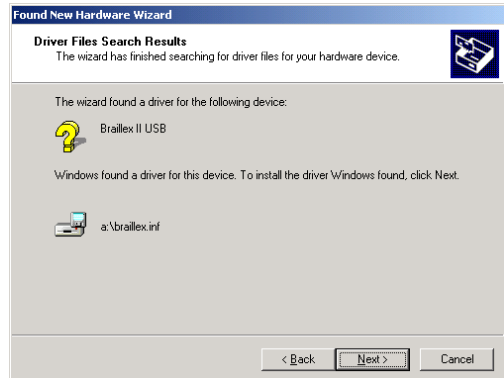 Found New Hardware Wizard
Driver Files Search Results
The wizard has finished searching for driver files for your hardware device.
The wizard found a driver for the following device:
Braillex II USB
Windows found a driver for this device. To install the driver Windows found, click Next.
a:\braillex.inf
< Back Next > Cancel